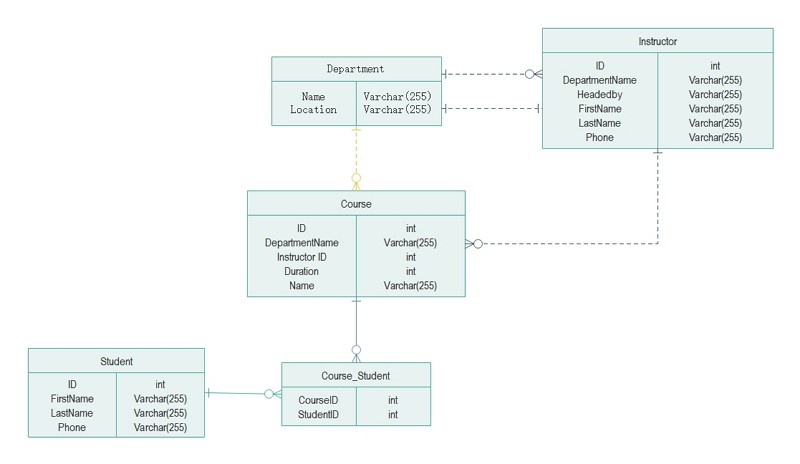 Instructor
ID int
DepartmentName Varchar(255)
Headedby Varchar(255)
FirstName Varchar(255)
LastName Varchar(255)
Phone Varchar(255)
Department
Name Varchar(255)
Location Varchar(255)
Course
ID int
DepartmentName Varchar(255)
Instructor ID int
Duration int
Name Varchar(255)
Student
ID int
FirstName Varchar(255)
LastName Varchar(255)
Phone Varchar(255)
Course_Student
CourseID int
StudentID int